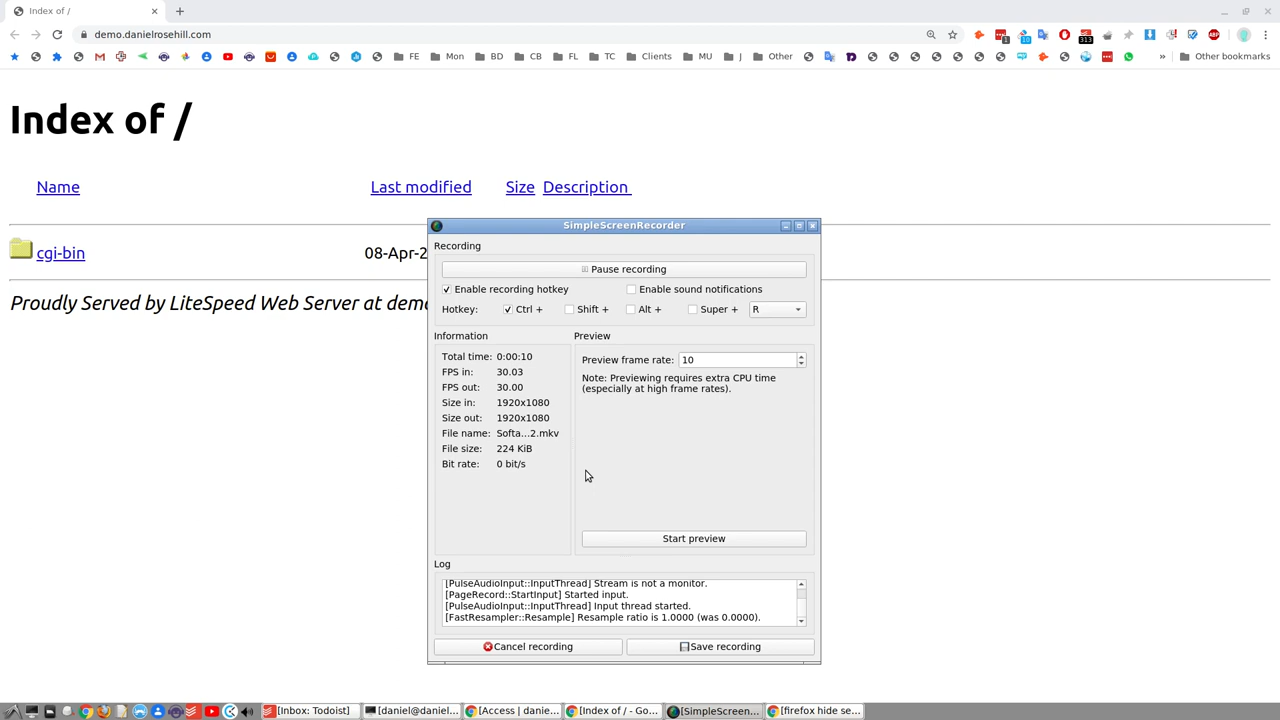 Index of /
demo.danielrosehill.com
1
10
313
FE
Mon
BD
CB
FL
TC
Clients
MU
J
Other
»
Other bookmarks
Index of /
Name Last modified Size Description
cgi-bin 08-Apr-2
Proudly Served by LiteSpeed Web Server at demo
SimpleScreenRecorder
Recording
Pause recording
Enable recording hotkey Enable sound notifications
Hotkey: Ctrl + Shift + Alt + Super + R
Information
Total time: 0:00:10
FPS in: 30.03
FPS out: 30.00
Size in: 1920x1080
Size out: 1920x1080
File name: Softa...2.mkv
File size: 224 KiB
Bit rate: 0 bit/s
Preview
Preview frame rate: 10
Note: Previewing requires extra CPU time
(especially at high frame rates).
Start preview
Log
[PulseAudioInput::InputThread] Stream is not a monitor.
[PageRecord::StartInput] Started input.
[PulseAudioInput::InputThread] Input thread started.
[FastResampler::Resample] Resample ratio is 1.0000 (was 0.0000).
Cancel recording Save recording
[Inbox: Todoist]
[daniel@daniel...
[Access | danie...
[Index of / - Go...
[SimpleScreen...
[firefox hide se...